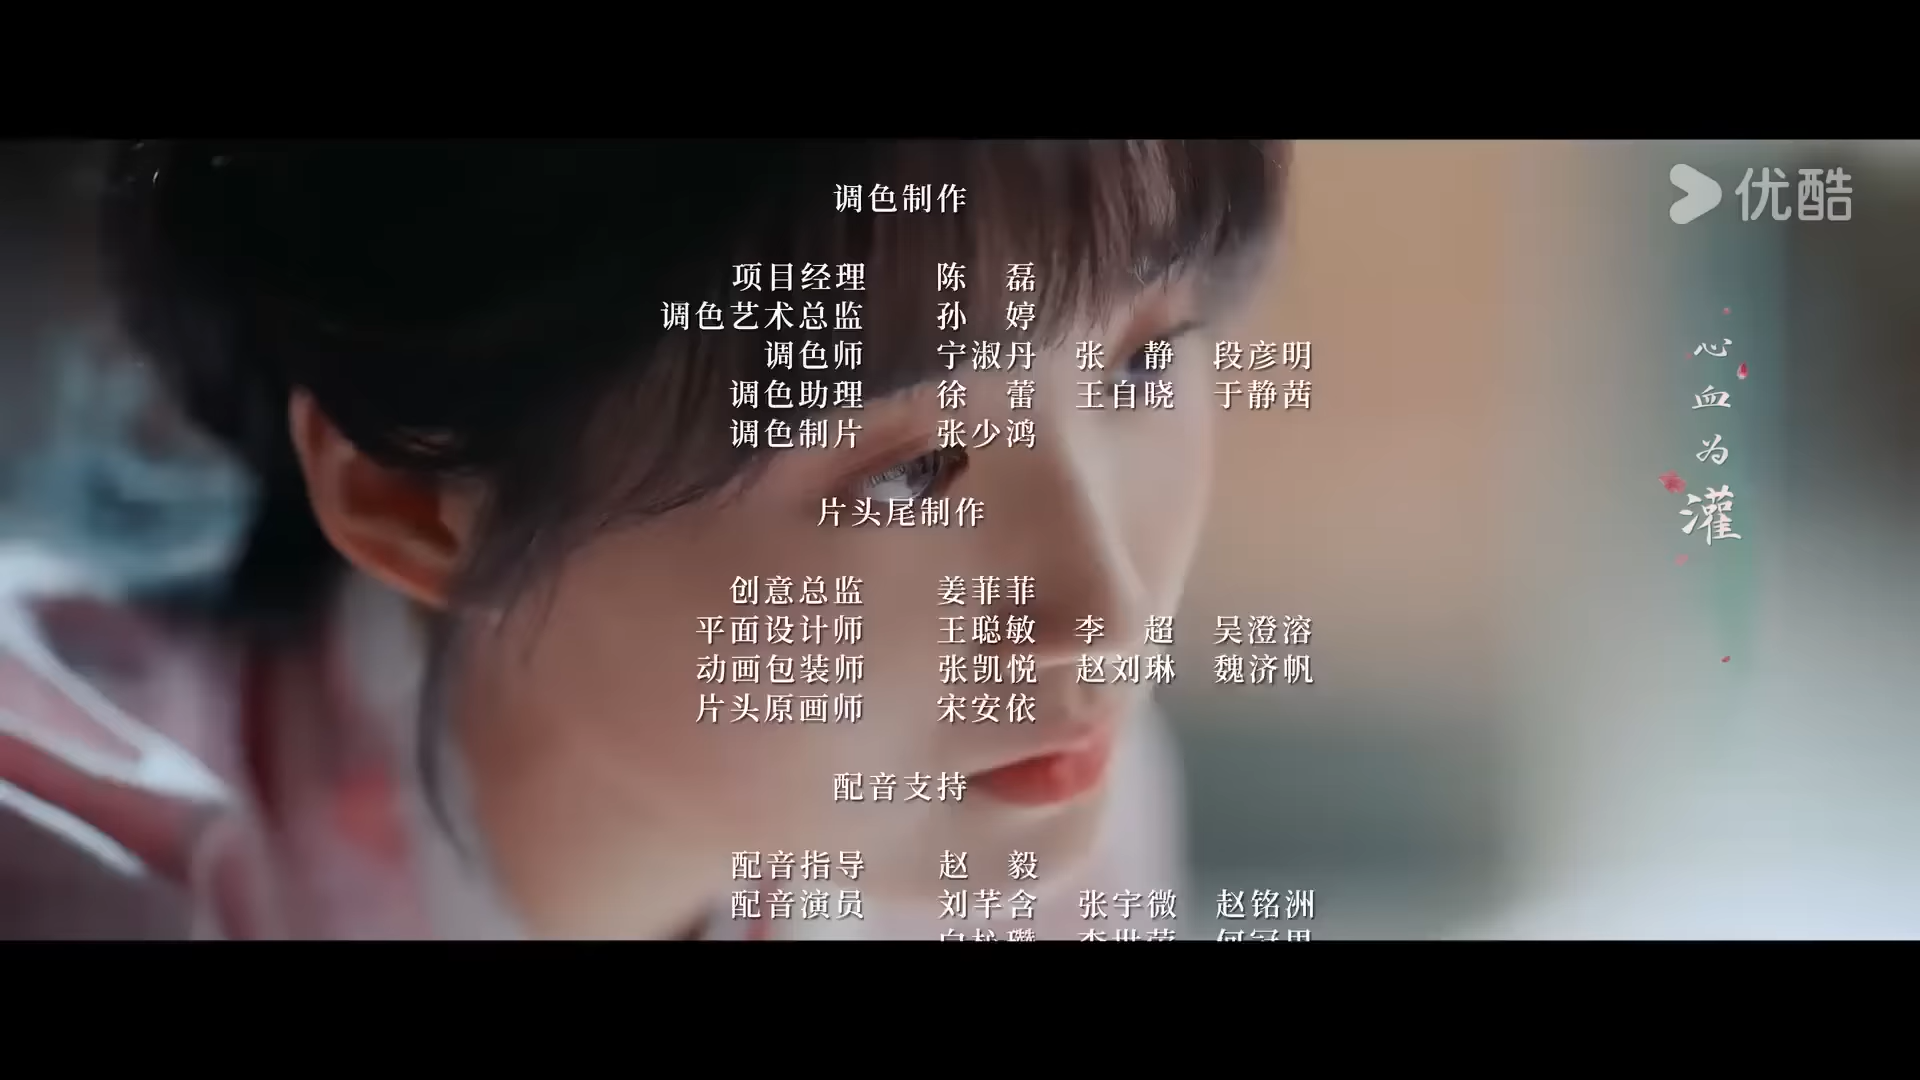 调色制作
优酷
项目经理 陈 磊
调色艺术总监 孙 婷
调色师 宁淑丹 张 静 段彦明
调色助理 徐 蕾 王自晓 于静茜
调色制片 张少鸿
心血为灌
片头尾制作
创意总监 姜菲菲
平面设计师 王聪敏 李 超 吴澄溶
动画包装师 张凯悦 赵刘琳 魏济帆
片头原画师 宋安依
配音支持
配音指导 赵 毅
配音演员 刘芊含 张宇微 赵铭洲